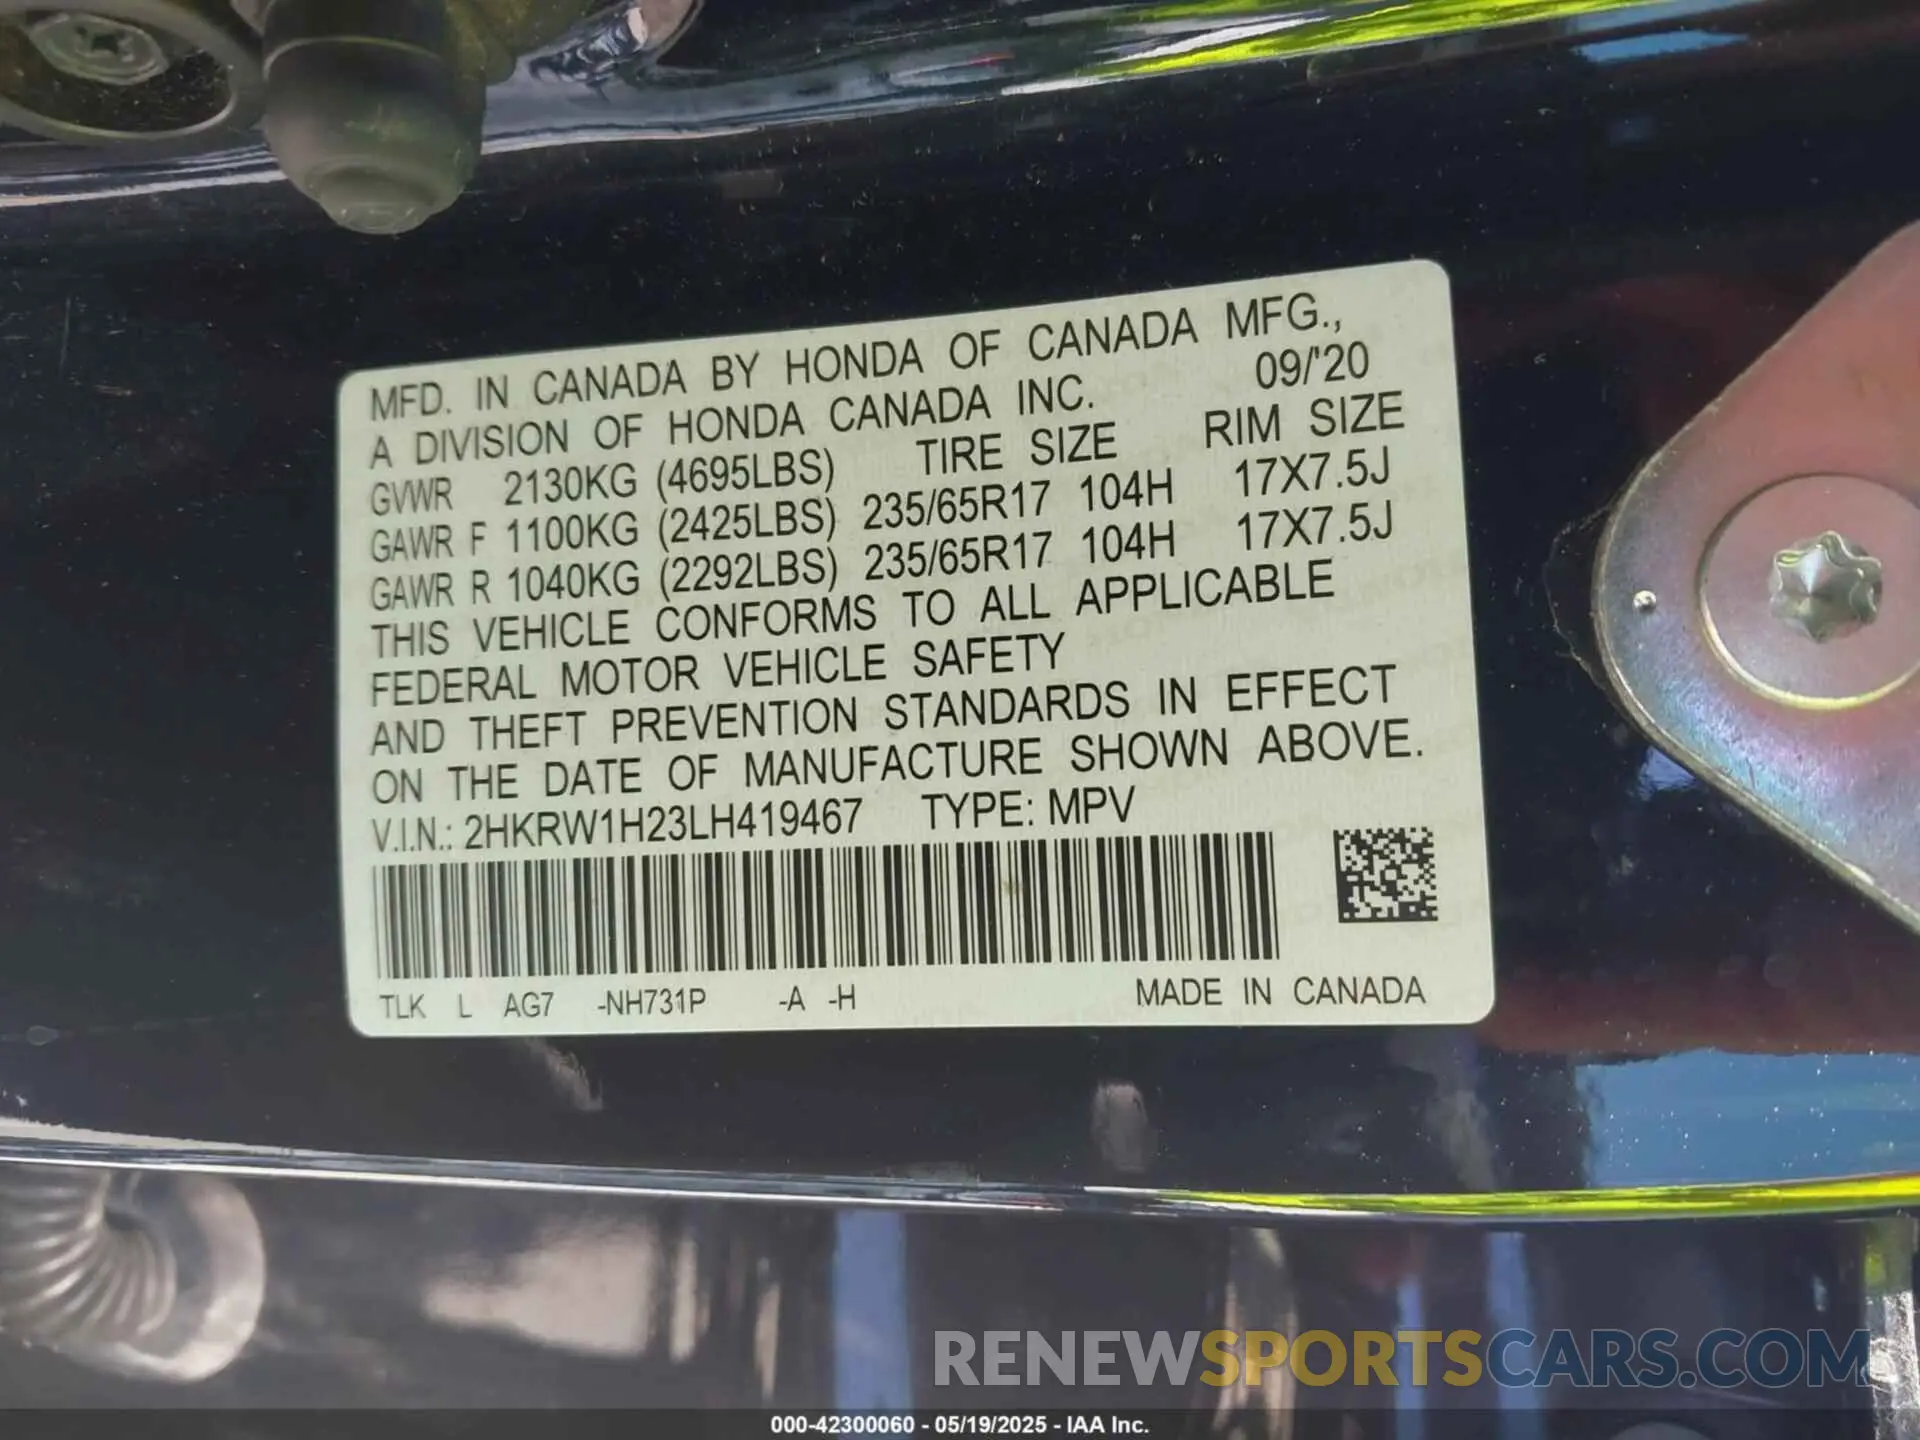 MFD. IN CANADA BY HONDA OF CANADA MFG.,
A DIVISION OF HONDA CANADA INC. 09/'20
GVWR 2130KG (4695LBS) TIRE SIZE RIM SIZE
GAWR F 1100KG (2425LBS) 235/65R17 104H 17X7.5J
GAWR R 1040KG (2292LBS) 235/65R17 104H 17X7.5J
THIS VEHICLE CONFORMS TO ALL APPLICABLE
FEDERAL MOTOR VEHICLE SAFETY
AND THEFT PREVENTION STANDARDS IN EFFECT
ON THE DATE OF MANUFACTURE SHOWN ABOVE.
V.I.N.: 2HKRW1H23LH419467 TYPE: MPV
TLK L AG7 -NH731P -A -H MADE IN CANADA
RENEWSPORTSCARS.COM
000-42300060 - 05/19/2025 - IAA Inc.